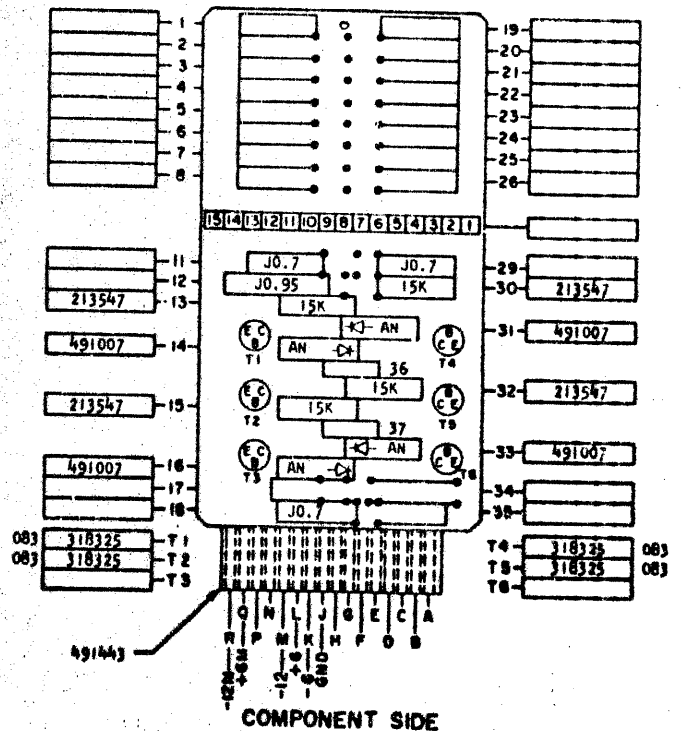 1 19
2 20
3 21
4 22
5 23
6 24
7 25
8 26
15 14 13 12 11 10 9 8 7 6 5 4 3 2 1
11 J0.7 J0.7 29
12 J0.95 15K 30 213547
213547 13 15K
AN 31 491007
E C B T1 B C E T4
491007 14 AN
36
15K 32 213547
E C B T2 B C E T5
213547 15 15K
37
AN 33 491007
E C B T3 B C E T6
491007 16 AN
17 34
18 J0.7 35
083 318325 T1 T4 318325 083
083 318325 T2 T5 318325 083
T3 T6
R Q P N M L K J H G F E D C B A
491443
-12M +6M -12 +6 -6 GND
COMPONENT SIDE